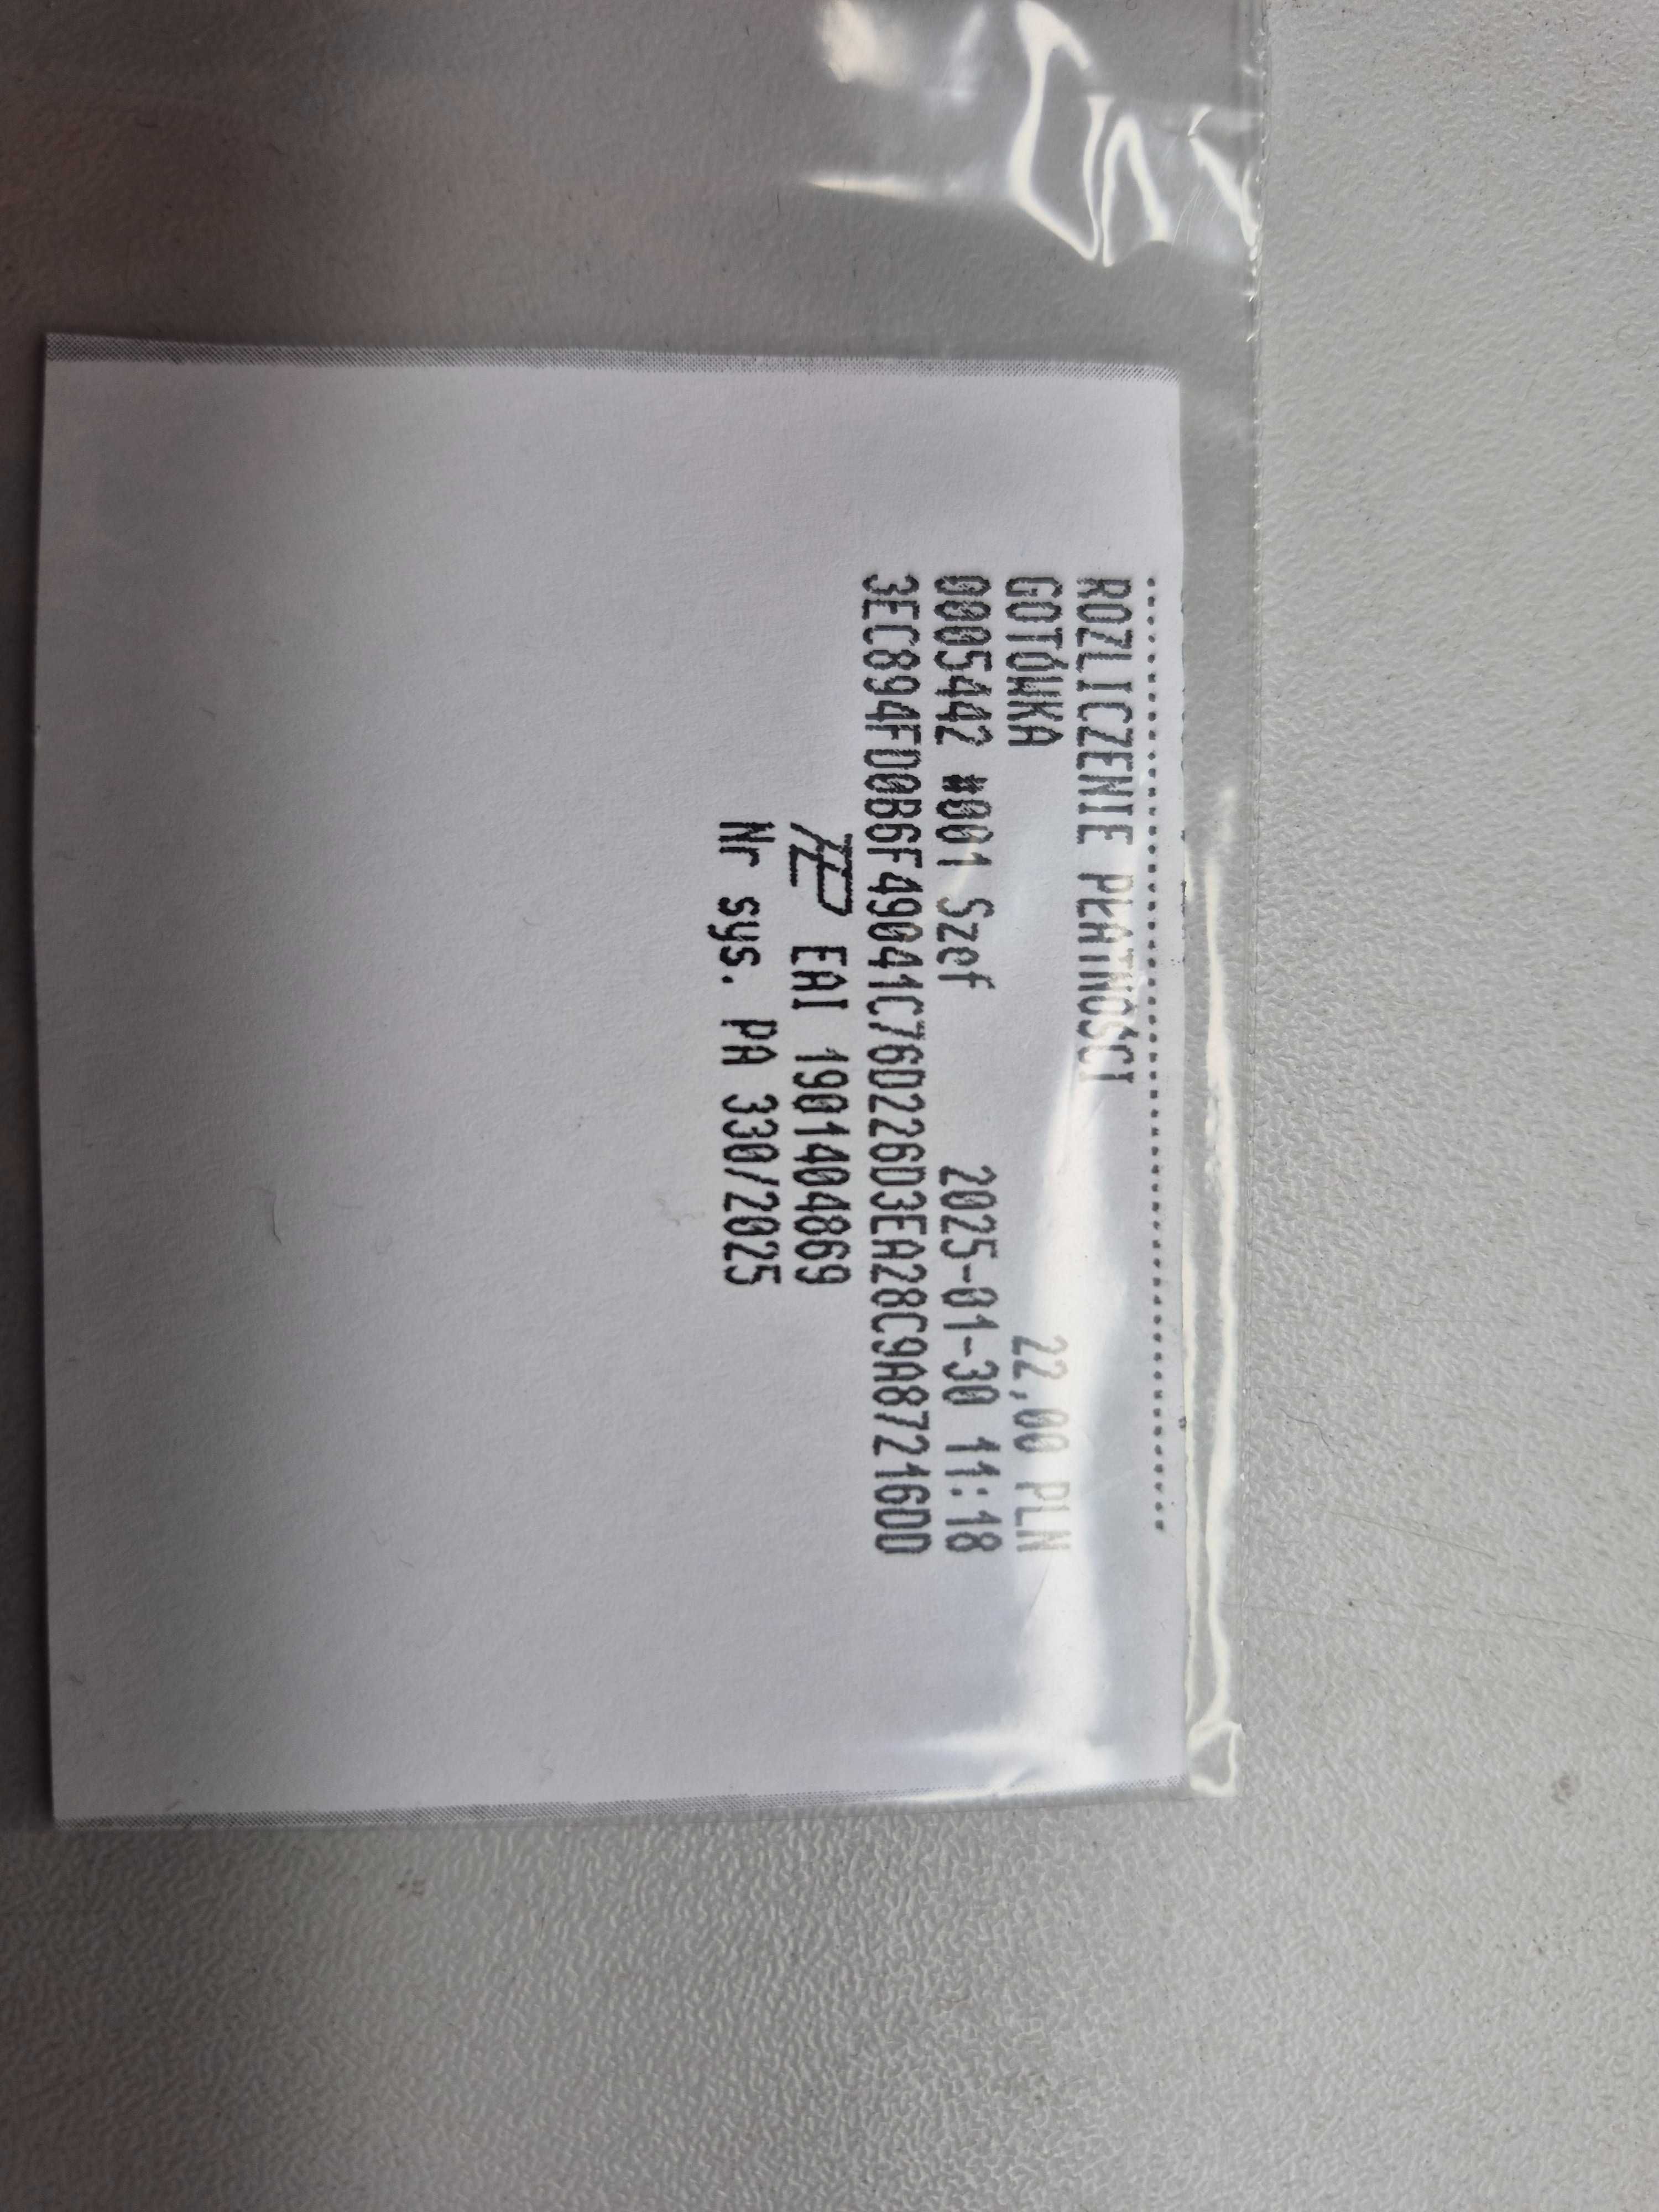 ROZLICZENIE PŁATNOŚCI
GOTÓWKA 22,00 PLN
0005442 #001 Szef 2025-01-30 11:18
3EC894FD0B6F49041C76D226D3EA28C9A87216DD
EAI 1901404869
Nr sys. PA 330/2025